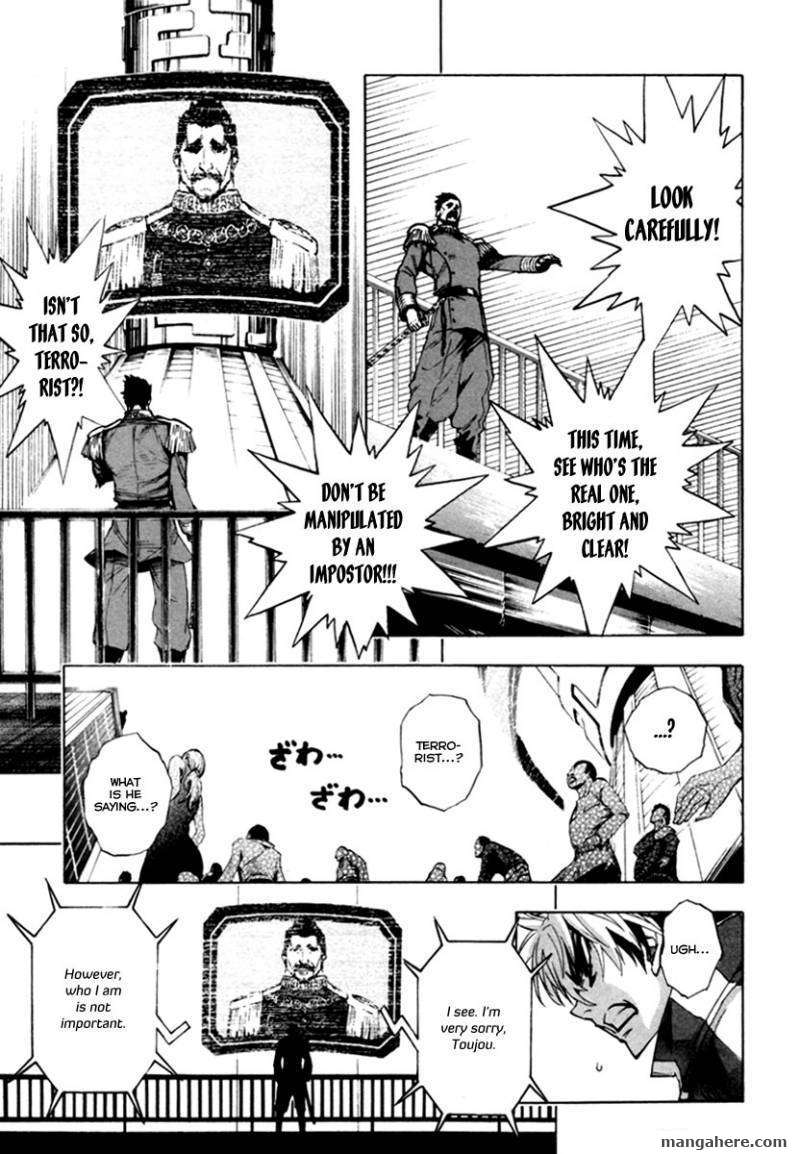 LOOK
CAREFULLY!
THIS TIME,
SEE WHO'S THE
REAL ONE,
BRIGHT AND
CLEAR!
DON'T BE
MANIPULATED
BY AN
IMPOSTOR!!!
ISN'T
THAT SO,
TERRO-
RIST?!
...?
TERRO-
RIST...?
ざわ…
ざわ…
WHAT
IS HE
SAYING...?
UGH...
I see. I'm
very sorry,
Toujou.
However,
who I am
is not
important.
mangahere.com